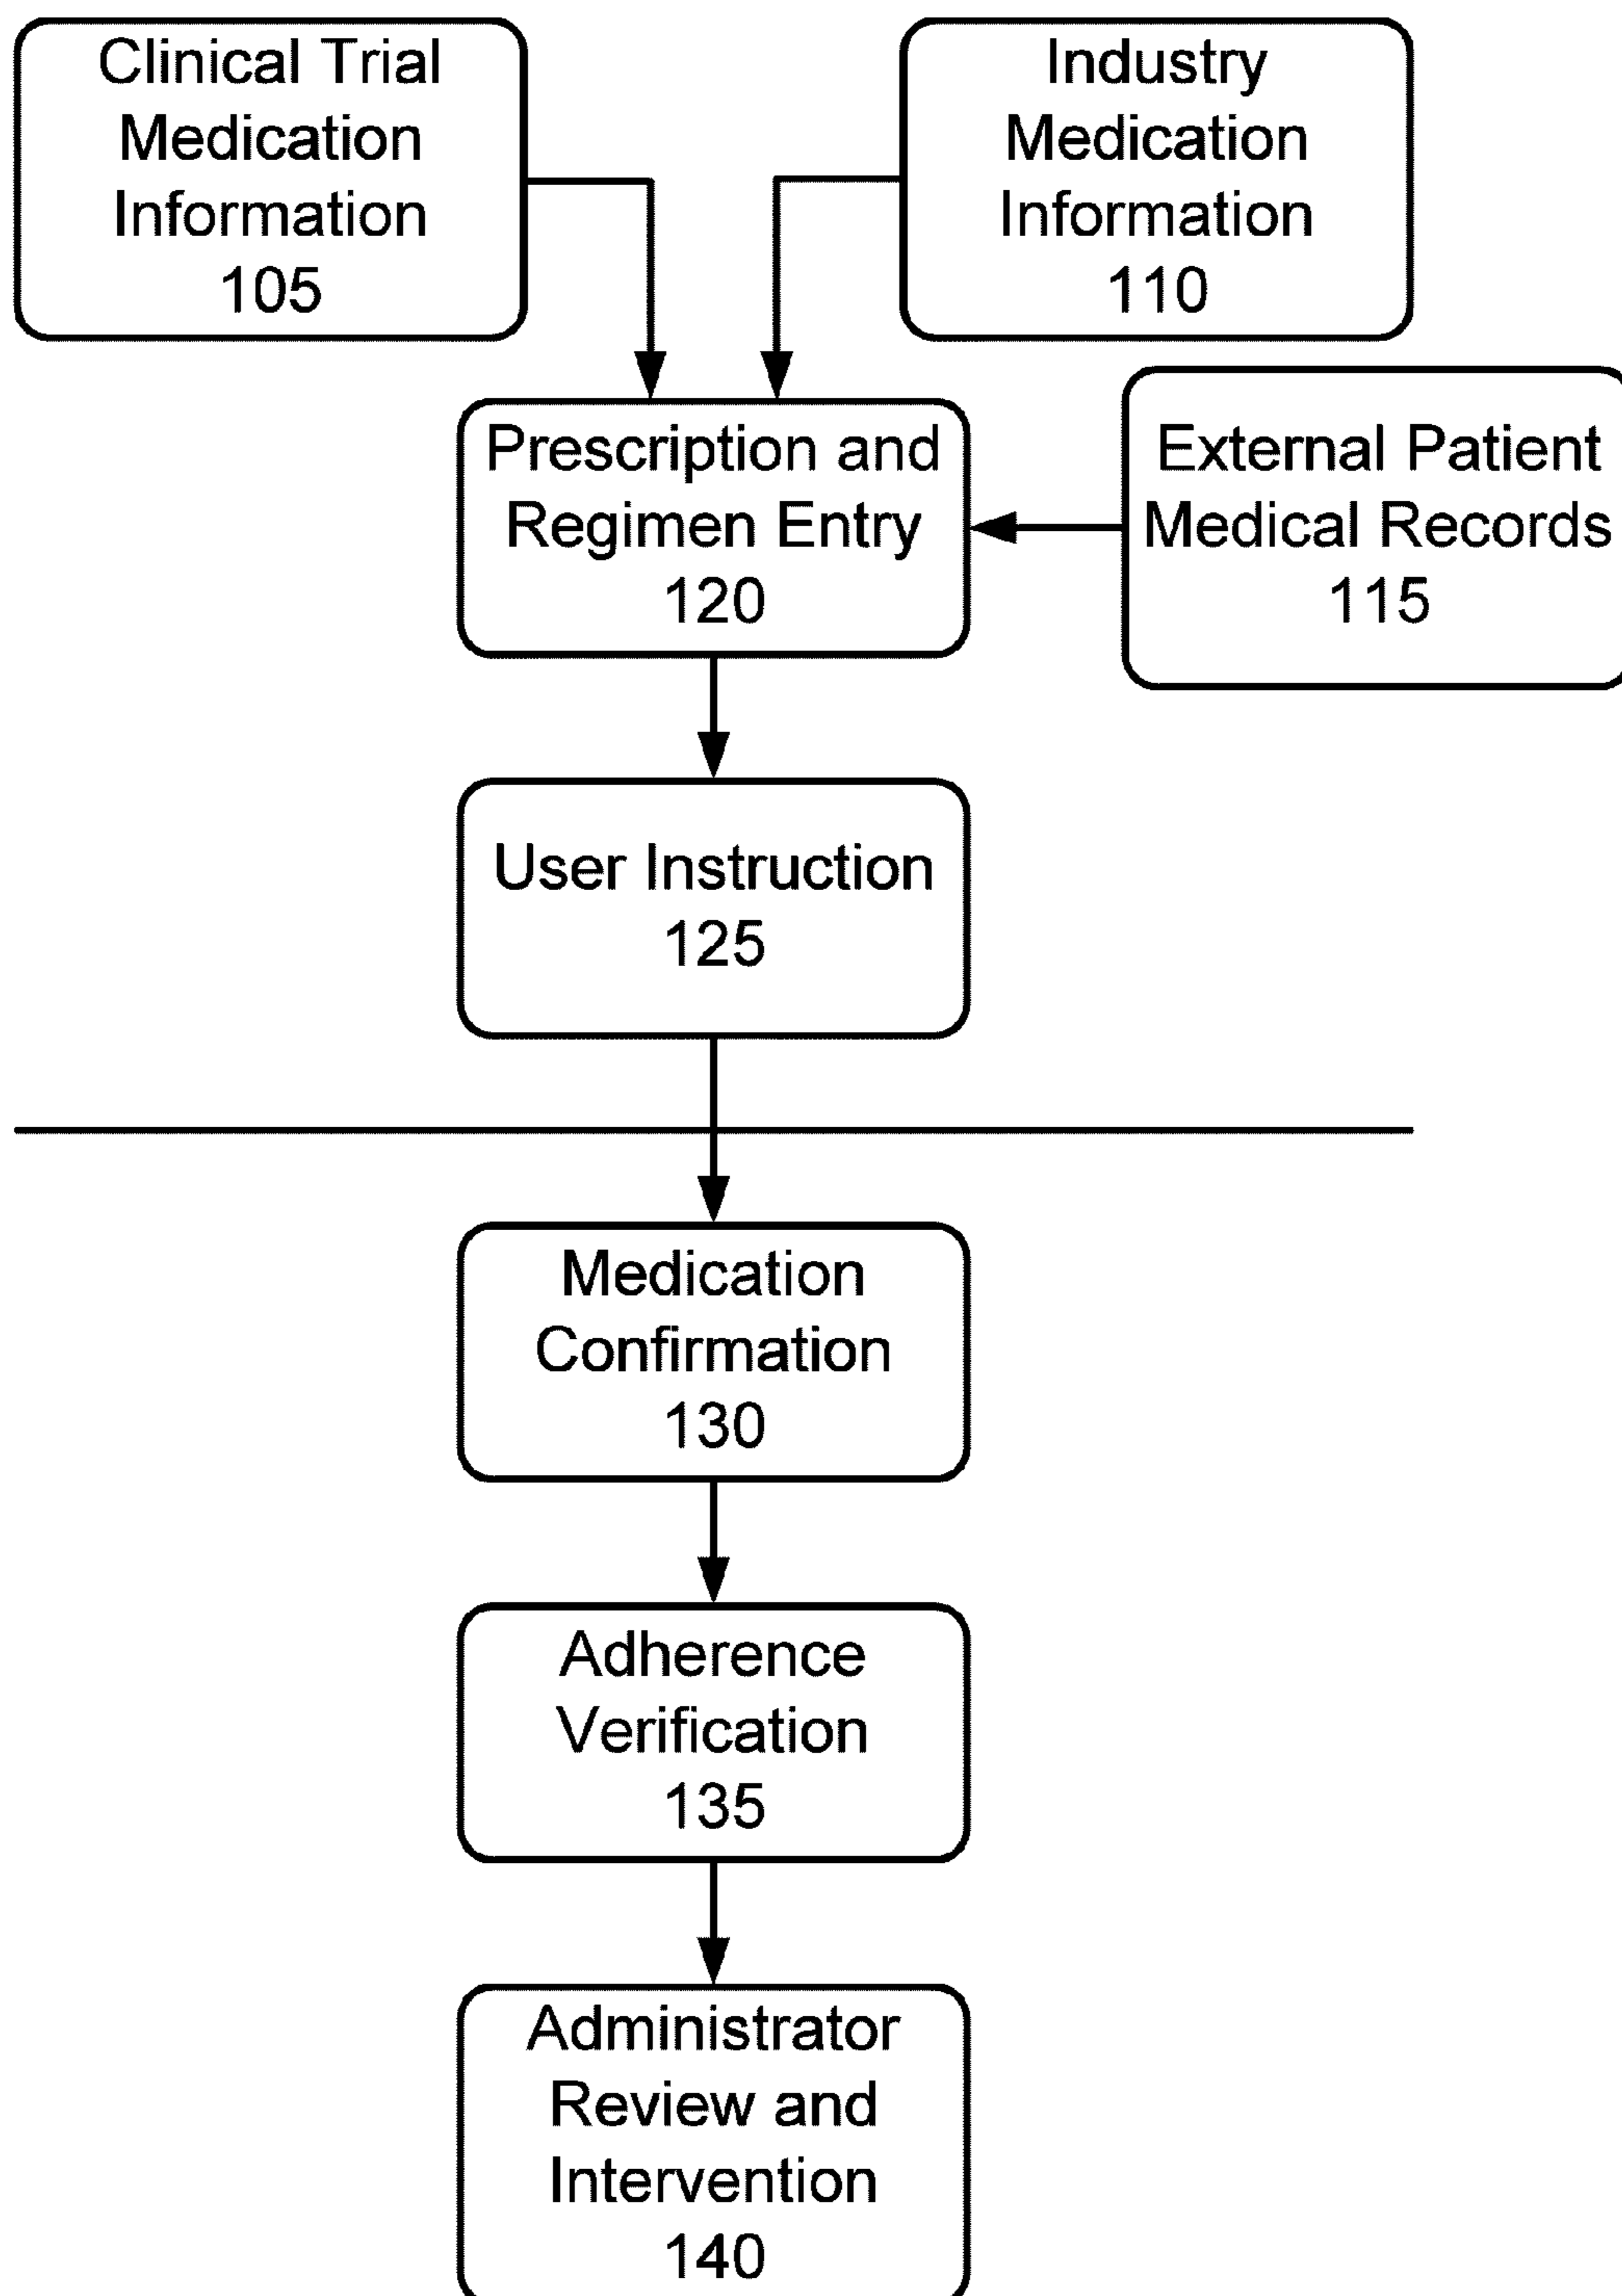 Clinical Trial
Medication
Information
105
Industry
Medication
Information
110
Prescription and
Regimen Entry
120
External Patient
Medical Records
115
User Instruction
125
Medication
Confirmation
130
Adherence
Verification
135
Administrator
Review and
Intervention
140